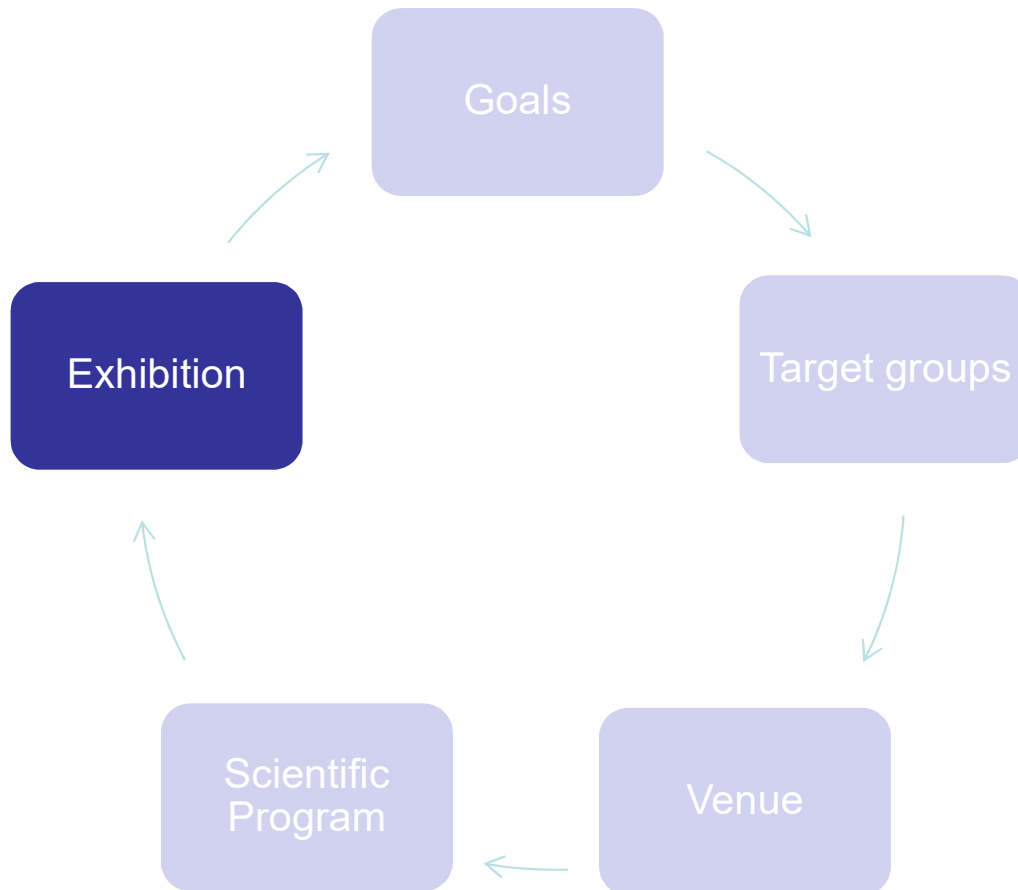 Goals
Target groups
Venue
Scientific
Program
Exhibition